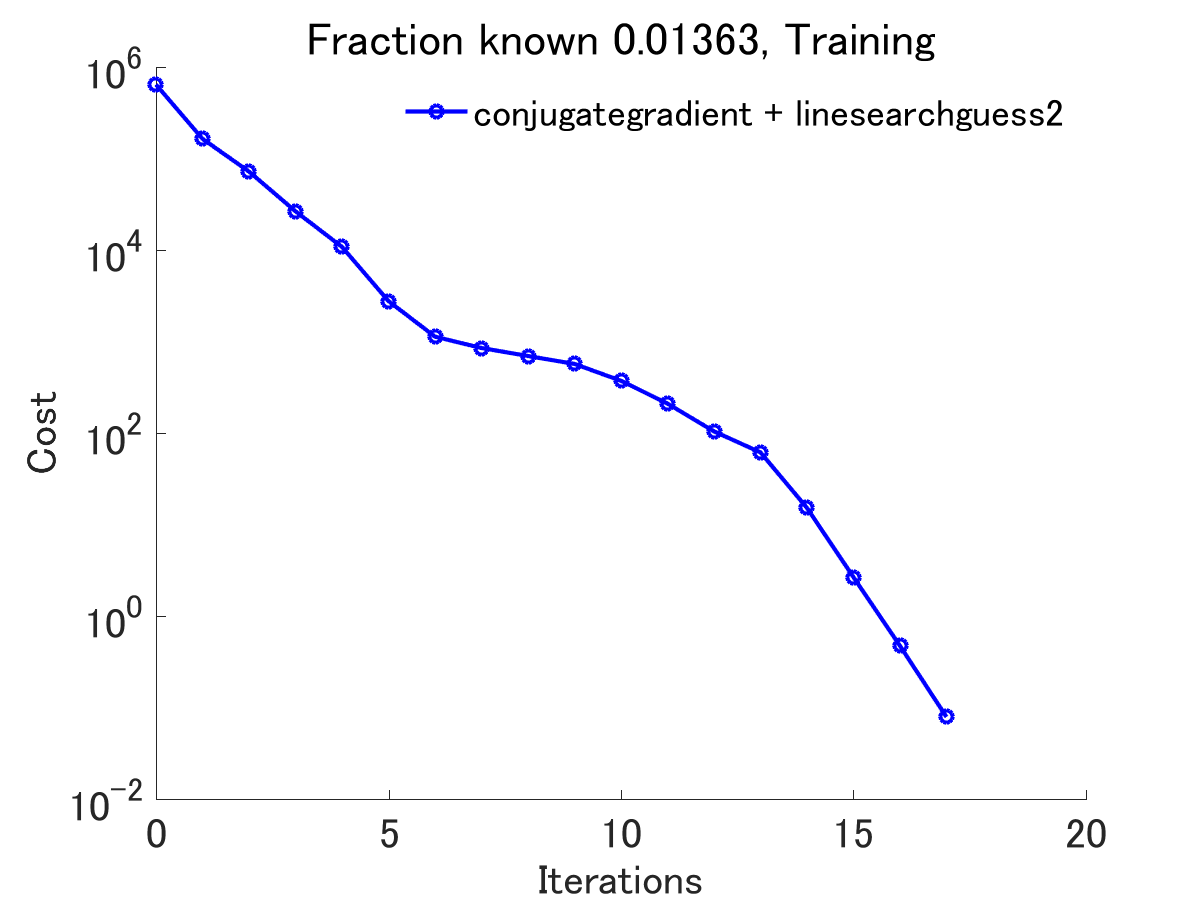 Fraction known 0.01363, Training
conjugategradient + linesearchguess2
10^6
10^4
10^2
10^0
10^-2
Cost
0 5 10 15 20
Iterations